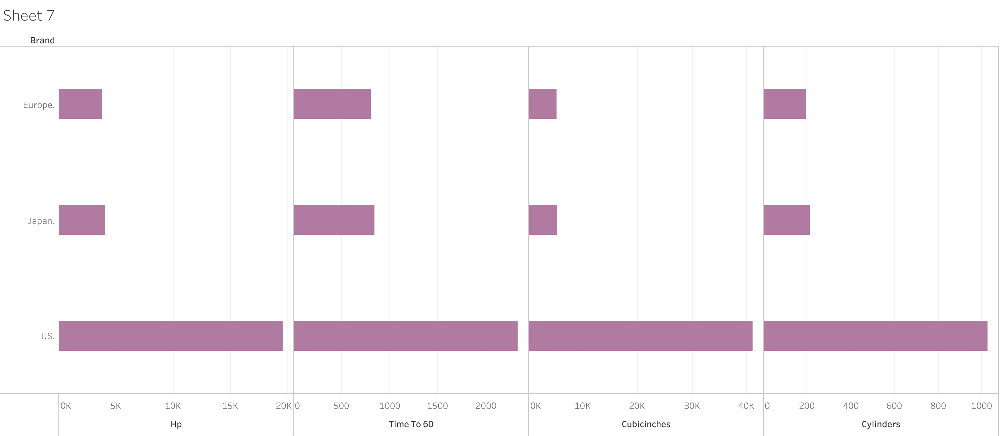 Sheet 7
Brand
Europe.
Japan.
US.
0K 5K 10K 15K 20K 0 500 1000 1500 2000 0K 10K 20K 30K 40K 0 200 400 600 800 1000
Hp Time To 60 Cubicinches Cylinders